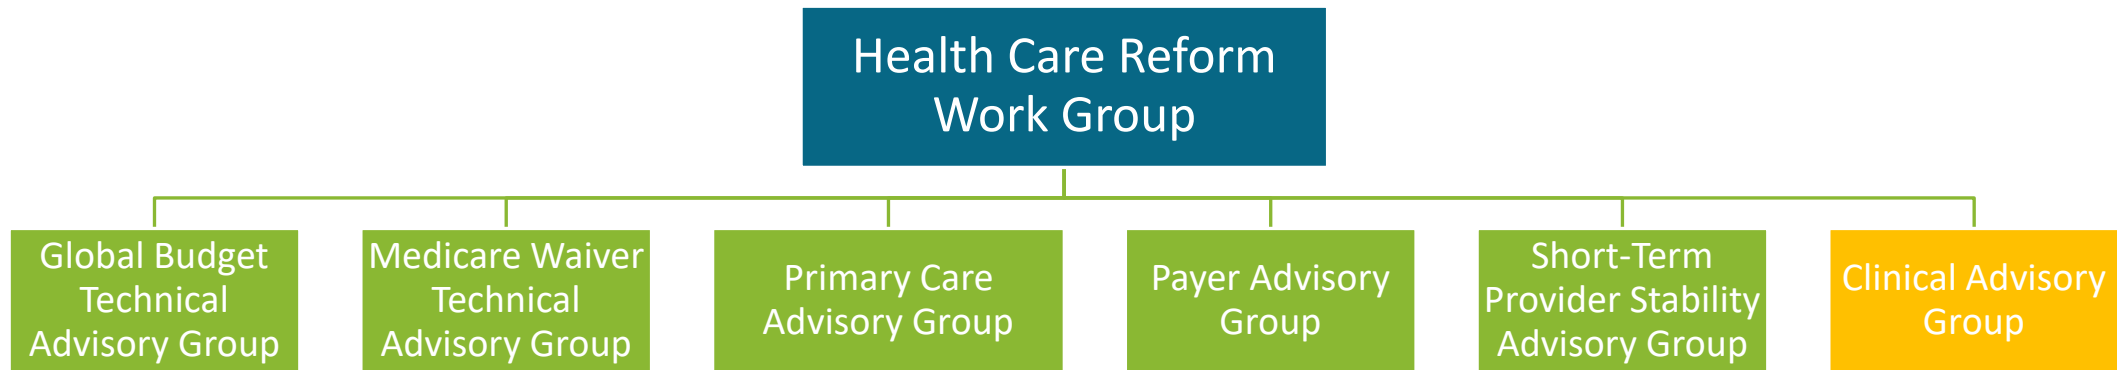 Health Care Reform
Work Group
Global Budget
Technical
Advisory Group
Medicare Waiver
Technical
Advisory Group
Primary Care
Advisory Group
Payer Advisory
Group
Short-Term
Provider Stability
Advisory Group
Clinical Advisory
Group